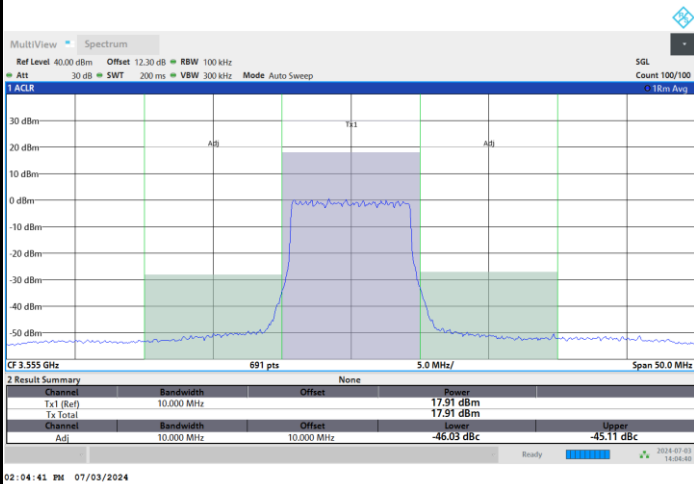 MultiView Spectrum
Ref Level 40.00 dBm Offset 12.30 dB RBW 100 kHz SGL
Att 30 dB SWT 200 ms VBW 300 kHz Mode Auto Sweep Count 100/100
1 ACLR 1Rm Avg
30 dBm
Tx1
20 dBm
Adj Adj
10 dBm
0 dBm
-10 dBm
-20 dBm
-30 dBm
-40 dBm
-50 dBm
CF 3.555 GHz 691 pts 5.0 MHz/ Span 50.0 MHz
2 Result Summary None
Channel Bandwidth Offset Power
Tx1 (Ref) 10.000 MHz 17.91 dBm
Tx Total 17.91 dBm
Channel Bandwidth Offset Lower Upper
Adj 10.000 MHz 10.000 MHz -46.03 dBc -45.11 dBc
Ready 2024-07-03
14:04:40
02:04:41 PM 07/03/2024